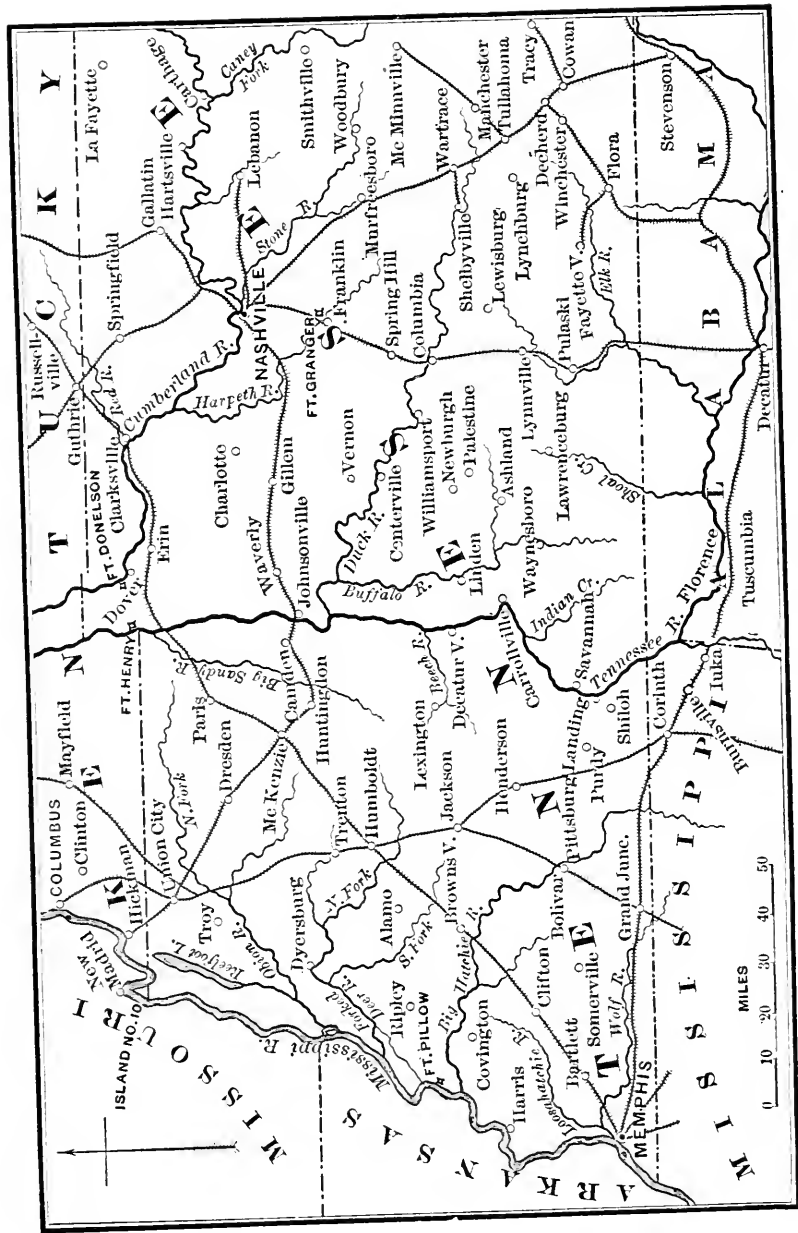 MISSOURI
ARKANSAS
MISSISSIPPI
ALABAMA
KENTUCKY
TENNESSEE
COLUMBUS
Clinton
Mayfield
Hickman
New Madrid
ISLAND NO. 10
Union City
Troy
Reelfoot L.
Obion R.
N. Fork
Dresden
Paris
Mc Kenzie
Huntingdon
Camden
Big Sandy R.
FT. HENRY
Dover
FT. DONELSON
Erin
Clarksville
Red R.
Guthrie
Russell-
ville
Springfield
Gallatin
Hartsville
La Fayette
Carthage
Caney
Fork
Lebanon
Smithville
Woodbury
Mc Minnville
Cumberland R.
Harpeth R.
NASHVILLE
Stone R.
Murfreesboro
Charlotte
Gillem
Waverly
Johnsonville
FT. GRANGER
Franklin
Spring Hill
Columbia
Vernon
Duck R.
Centerville
Williamsport
Newburgh
Palestine
Ashland
Buffalo
R.
Linden
Waynesboro
Lawrenceburg
Lynnville
Pulaski
Wartrace
Shelbyville
Lewisburg
Lynchburg
Manchester
Tullahoma
Tracy
Cowan
Decherd
Winchester
Fayette V.
Elk R.
Flora
Stevenson
Decatur
Shoal Cr.
Florence
Tuscumbia
Dyersburg
N. Fork
Trenton
Humboldt
Alamo
S. Fork
Forked
Deer R.
Ripley
Mississippi R.
FT. PILLOW
Browns V.
Jackson
Lexington
Beech R.
Decatur V.
Carrollville
Indian Cr.
Savannah
Tennessee R.
Henderson
Pittsburg Landing
Purdy
Shiloh
Corinth
Iuka
Burnsville
Big Hatchie R.
Covington
Clifton
Bolivar
Harris
Loosahatchie
R.
Bartlett
Somerville
Wolf R.
Grand Junc.
MEMPHIS
MILES
0 10 20 30 40 50